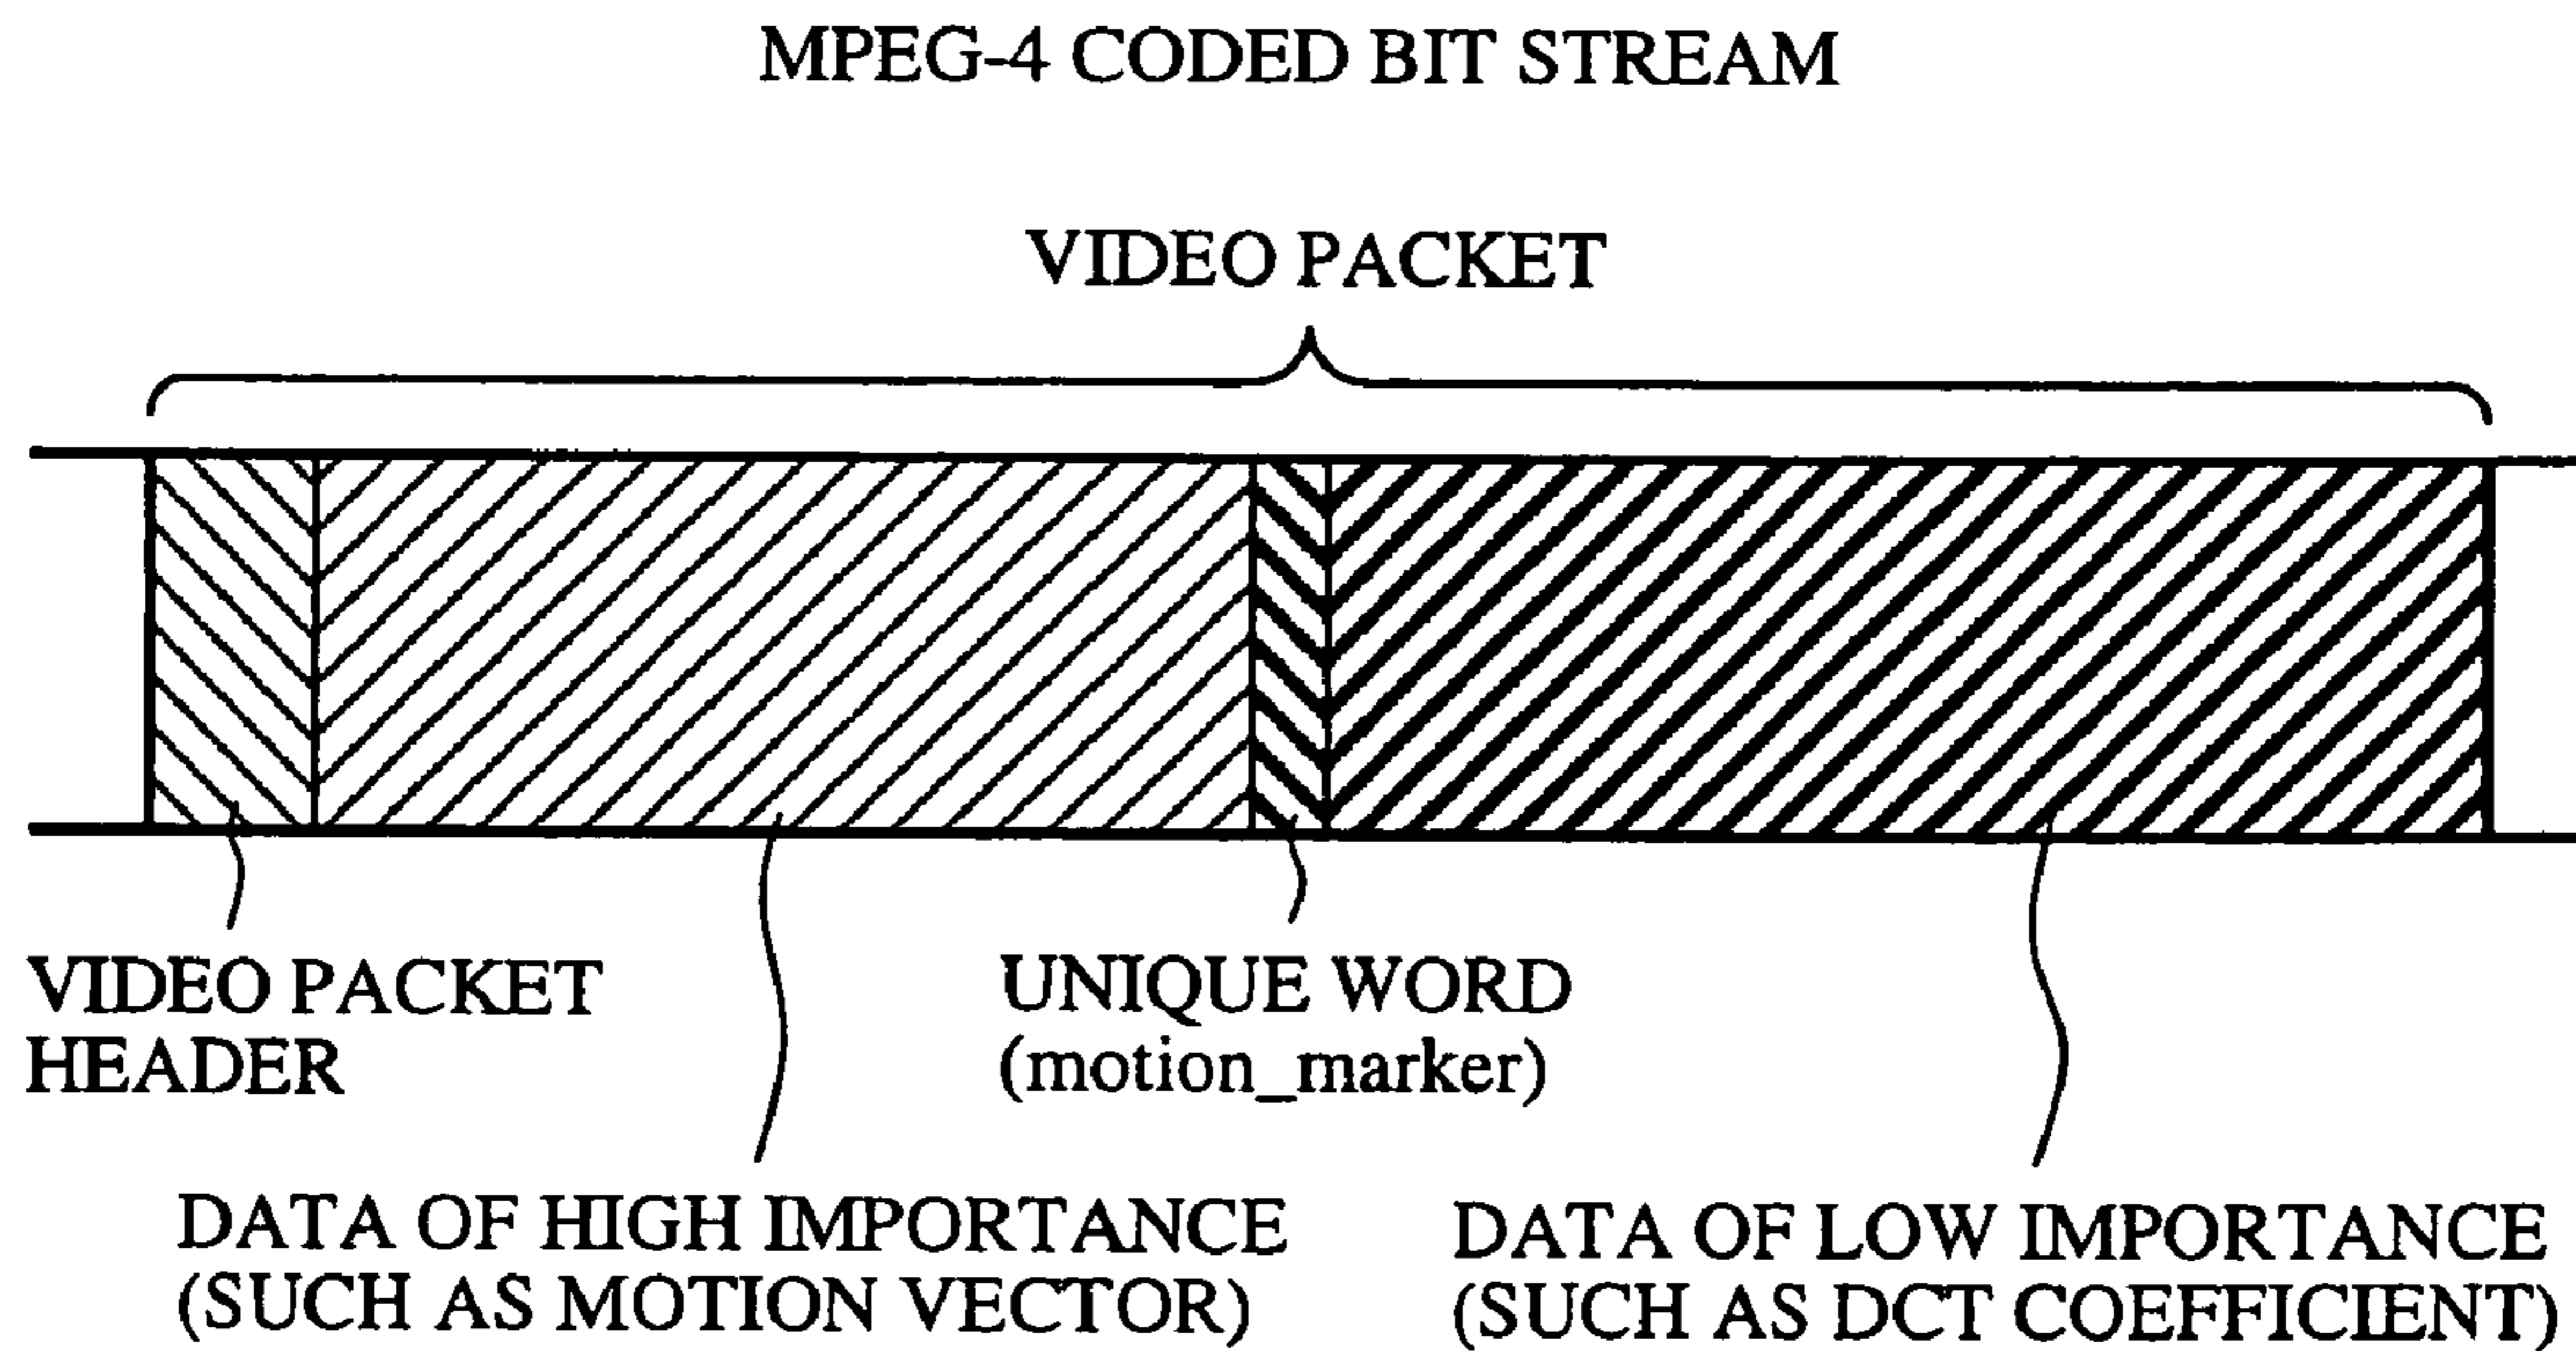 MPEG-4 CODED BIT STREAM
VIDEO PACKET
VIDEO PACKET
HEADER
UNIQUE WORD
(motion_marker)
DATA OF HIGH IMPORTANCE
(SUCH AS MOTION VECTOR)
DATA OF LOW IMPORTANCE
(SUCH AS DCT COEFFICIENT)